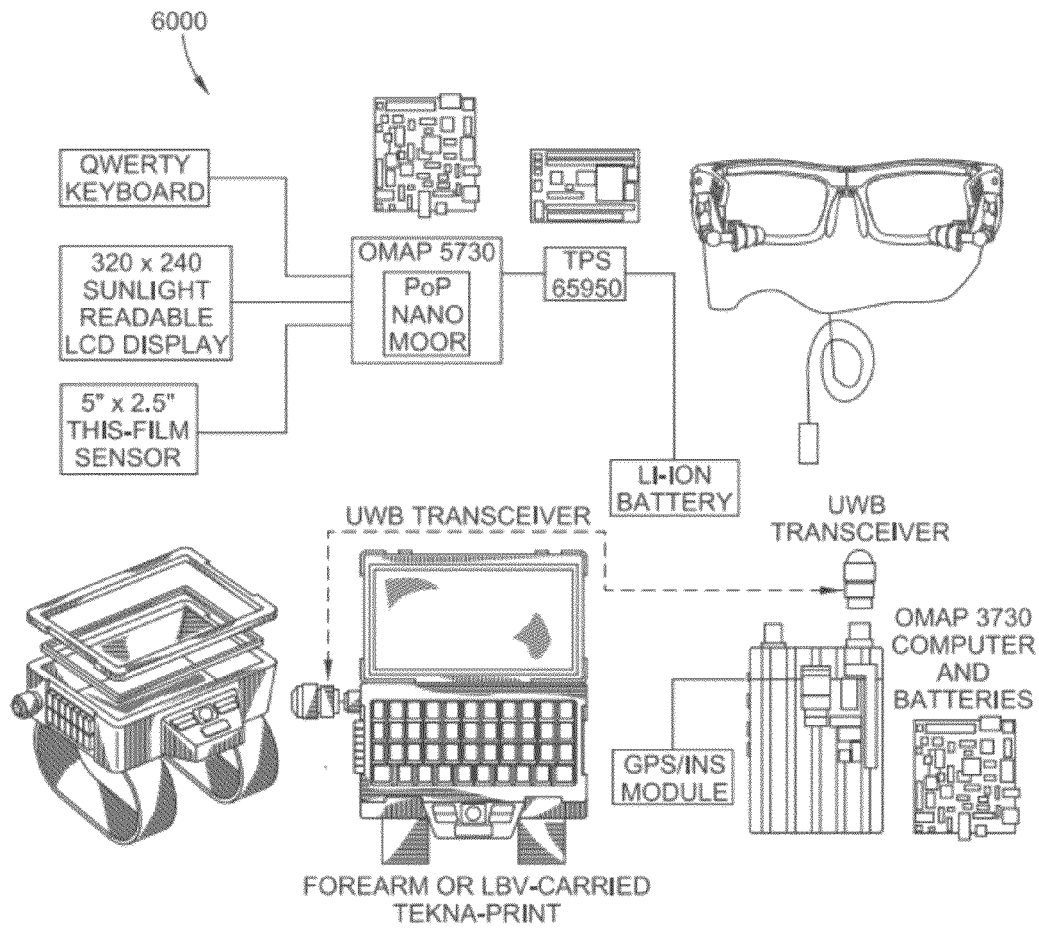 6000
QWERTY
KEYBOARD
320 x 240
SUNLIGHT
READABLE
LCD DISPLAY
5" x 2.5"
THIS-FILM
SENSOR
OMAP 5730
PoP
NANO
MOOR
TPS
65950
LI-ION
BATTERY
UWB TRANSCEIVER
UWB
TRANSCEIVER
OMAP 3730
COMPUTER
AND
BATTERIES
GPS/INS
MODULE
FOREARM OR LBV-CARRIED
TEKNA-PRINT